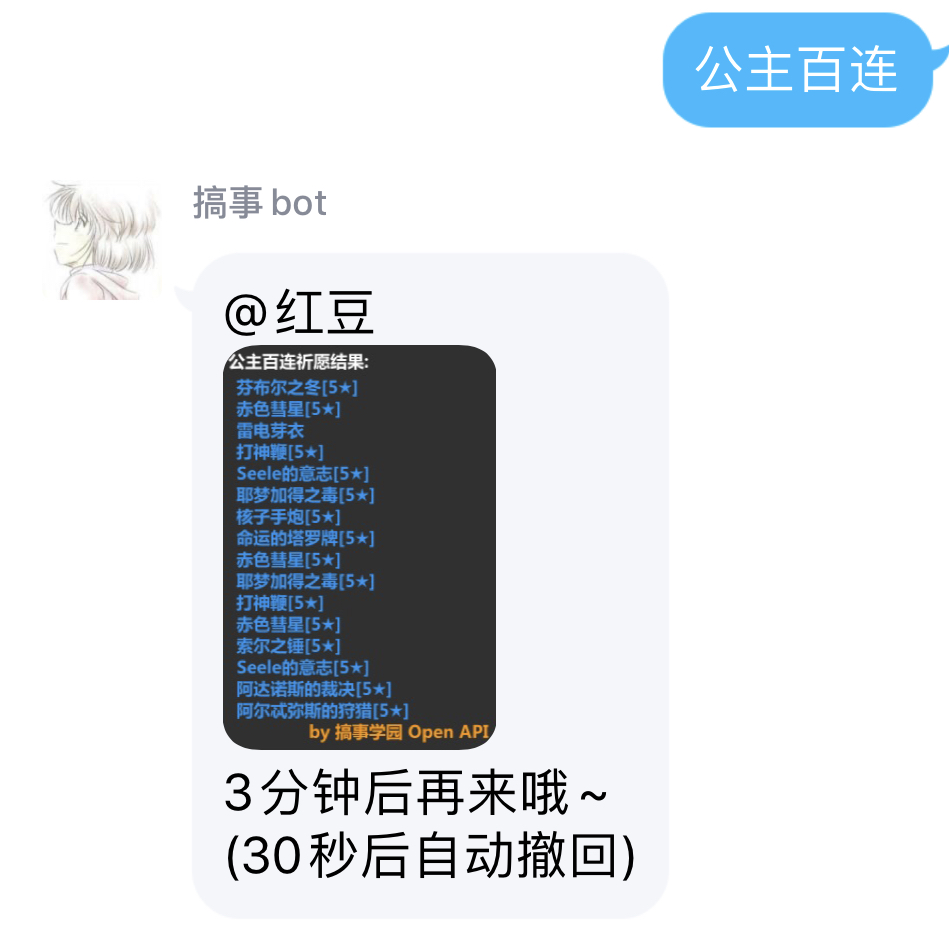 公主百连
搞事bot
@红豆
公主百连祈愿结果:
芬布尔之冬[5★]
赤色彗星[5★]
雷电芽衣
打神鞭[5★]
Seele的意志[5★]
耶梦加得之毒[5★]
核子手炮[5★]
命运的塔罗牌[5★]
赤色彗星[5★]
耶梦加得之毒[5★]
打神鞭[5★]
赤色彗星[5★]
索尔之锤[5★]
Seele的意志[5★]
阿达诺斯的裁决[5★]
阿尔忒弥斯的狩猎[5★]
by 搞事学园 Open API
3分钟后再来哦~
(30秒后自动撤回)